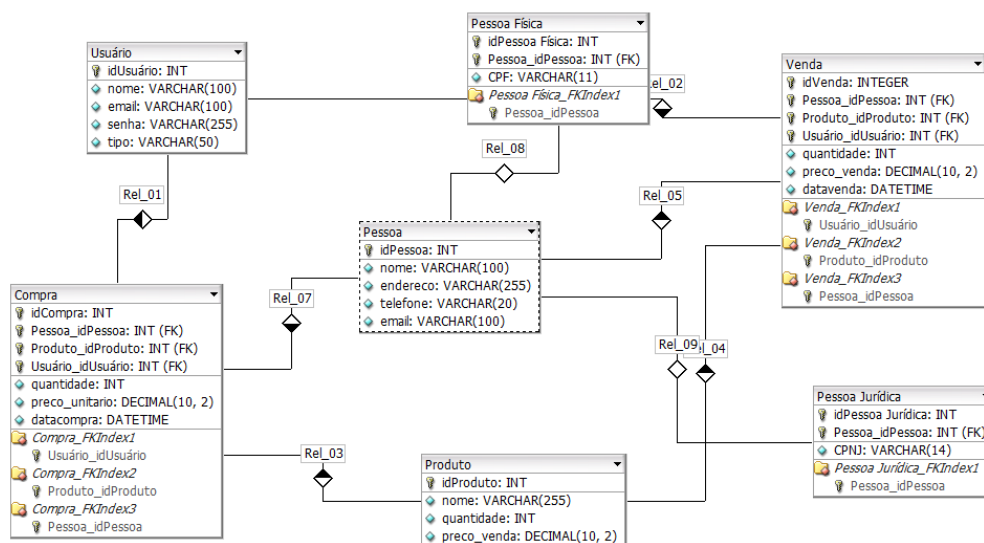 Usuário
idUsuário: INT
nome: VARCHAR(100)
email: VARCHAR(100)
senha: VARCHAR(255)
tipo: VARCHAR(50)
Pessoa Física
idPessoa Física: INT
Pessoa_idPessoa: INT (FK)
CPF: VARCHAR(11)
Pessoa Física_FKIndex1
Pessoa_idPessoa
Rel_02
Venda
idVenda: INTEGER
Pessoa_idPessoa: INT (FK)
Produto_idProduto: INT (FK)
Usuário_idUsuário: INT (FK)
quantidade: INT
preco_venda: DECIMAL(10, 2)
datavenda: DATETIME
Venda_FKIndex1
Usuário_idUsuário
Venda_FKIndex2
Produto_idProduto
Venda_FKIndex3
Pessoa_idPessoa
Rel_08
Rel_01
Rel_05
Pessoa
idPessoa: INT
nome: VARCHAR(100)
endereco: VARCHAR(255)
telefone: VARCHAR(20)
email: VARCHAR(100)
Rel_07
Compra
idCompra: INT
Pessoa_idPessoa: INT (FK)
Produto_idProduto: INT (FK)
Usuário_idUsuário: INT (FK)
quantidade: INT
preco_unitario: DECIMAL(10, 2)
datacompra: DATETIME
Compra_FKIndex1
Usuário_idUsuário
Compra_FKIndex2
Produto_idProduto
Compra_FKIndex3
Pessoa_idPessoa
Rel_09
Rel_04
Pessoa Jurídica
idPessoa Jurídica: INT
Pessoa_idPessoa: INT (FK)
CPNJ: VARCHAR(14)
Pessoa Jurídica_FKIndex1
Pessoa_idPessoa
Rel_03
Produto
idProduto: INT
nome: VARCHAR(255)
quantidade: INT
preco_venda: DECIMAL(10, 2)